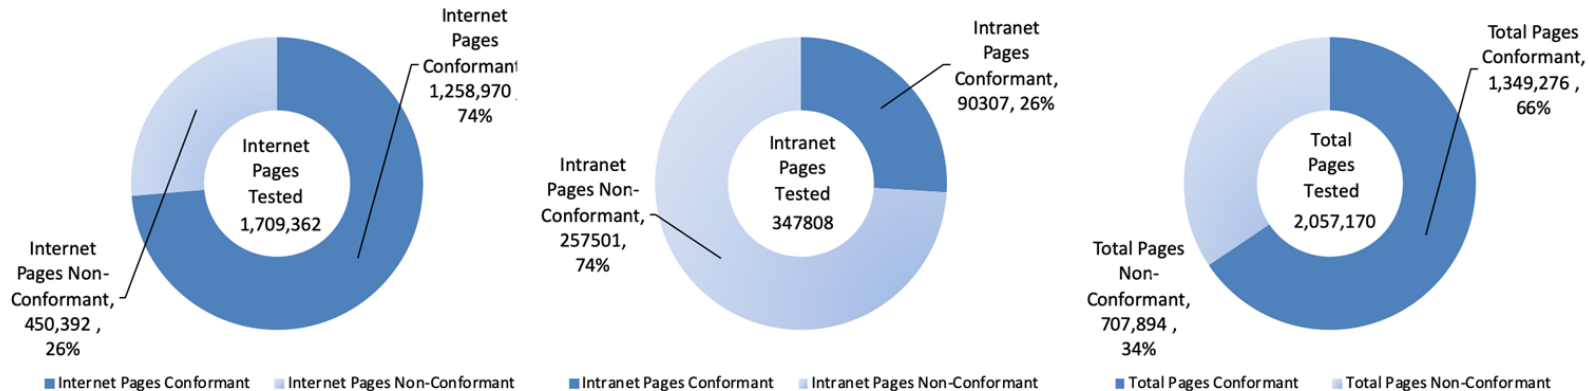 Internet
Pages
Conformant
1,258,970 ,
74%
Internet
Pages
Tested
1,709,362
Internet
Pages Non-
Conformant,
450,392 ,
26%
Internet Pages Conformant
Internet Pages Non-Conformant
Intranet
Pages
Conformant,
90307, 26%
Intranet
Pages
Tested
347808
Intranet
Pages Non-
Conformant,
257501,
74%
Intranet Pages Conformant
Intranet Pages Non-Conformant
Total Pages
Conformant,
1,349,276 ,
66%
Total
Pages
Tested
2,057,170
Total Pages
Non-
Conformant,
707,894 ,
34%
Total Pages Conformant
Total Pages Non-Conformant